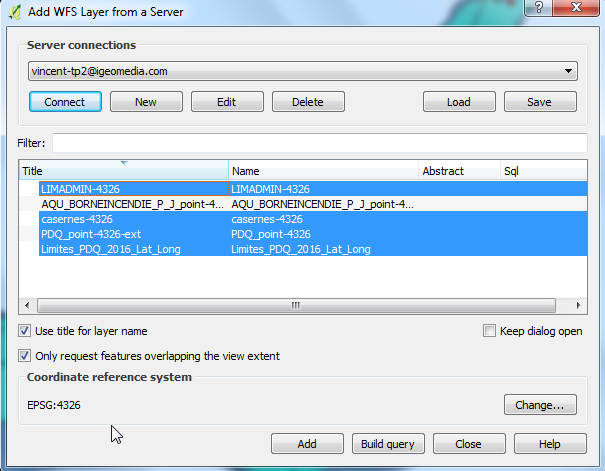 Add WFS Layer from a Server
Server connections
vincent-tp2@igeomedia.com
Connect New Edit Delete Load Save
Filter:
Title Name Abstract Sql
LIMADMIN-4326 LIMADMIN-4326
AQU_BORNEINCENDIE_P_J_point-4... AQU_BORNEINCENDIE_P_J_point-4...
casernes-4326 casernes-4326
PDQ_point-4326-ext PDQ_point-4326
Limites_PDQ_2016_Lat_Long Limites_PDQ_2016_Lat_Long
Use title for layer name Keep dialog open
Only request features overlapping the view extent
Coordinate reference system
EPSG:4326 Change...
Add Build query Close Help